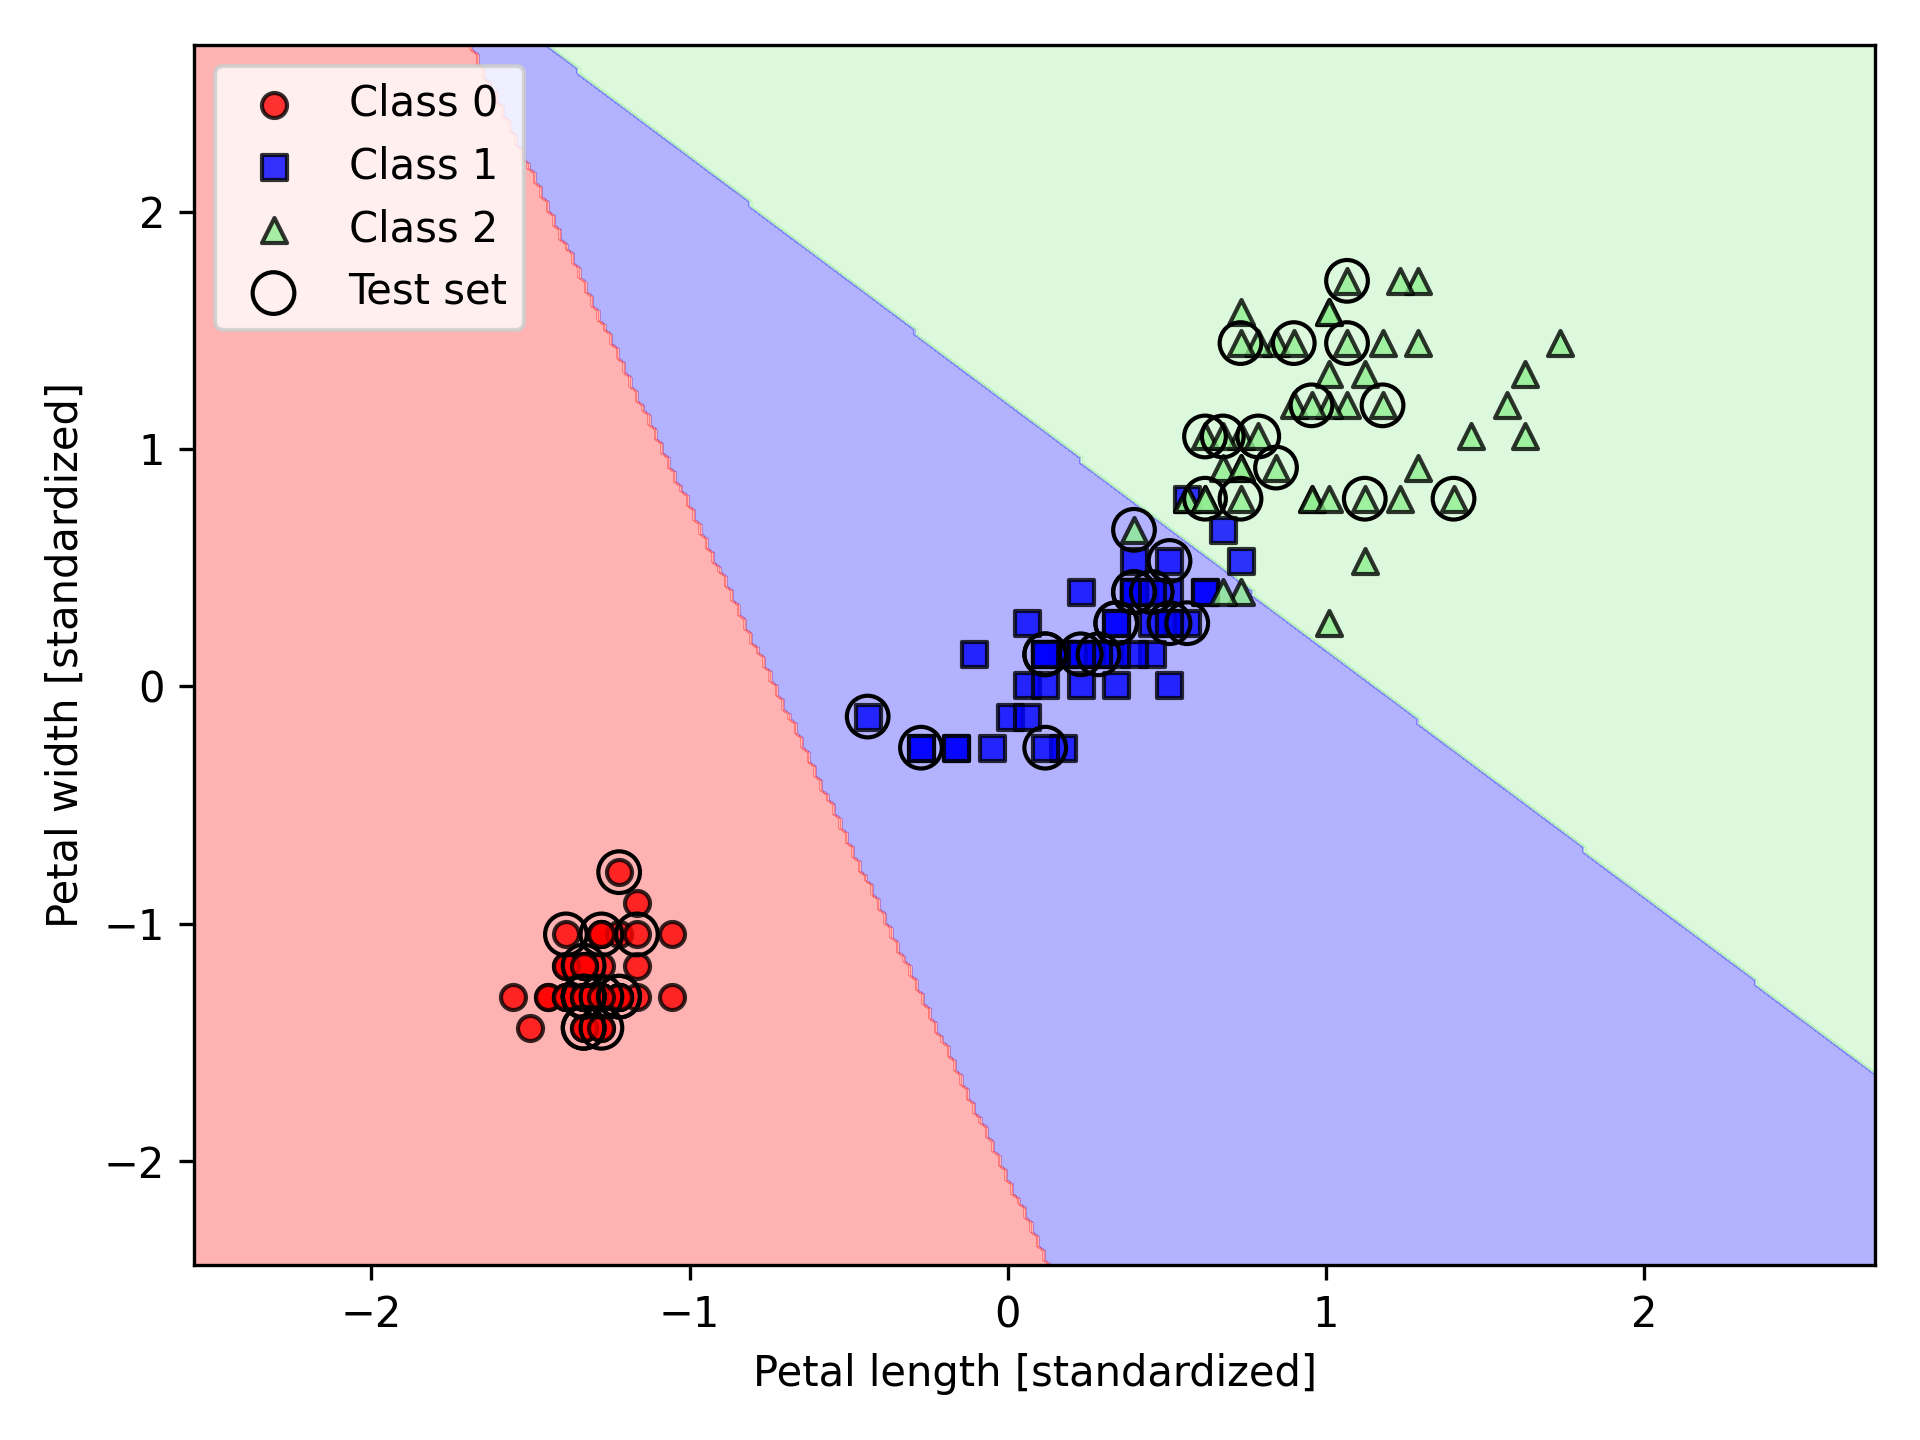 Class 0
Class 1
Class 2
Test set
2
1
0
−1
−2
Petal width [standardized]
−2
−1
0
1
2
Petal length [standardized]